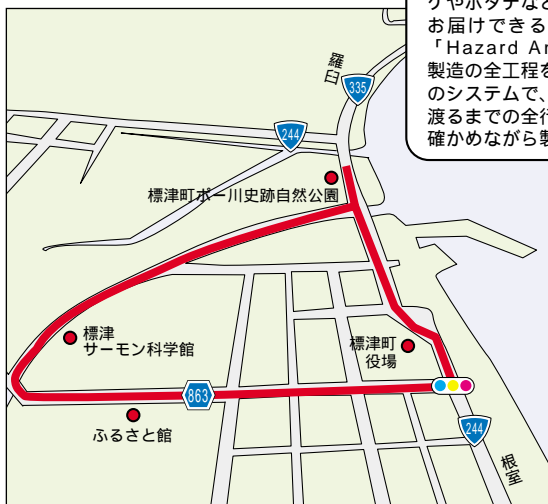 ケやホタテなど
お届けできる
「Hazard An
製造の全工程を
のシステムで、
渡るまでの全行
確かめながら製
羅臼
335
244
標津町ポー川史跡自然公園
標津
サーモン科学館
標津町
役場
863
ふるさと館
244
根室